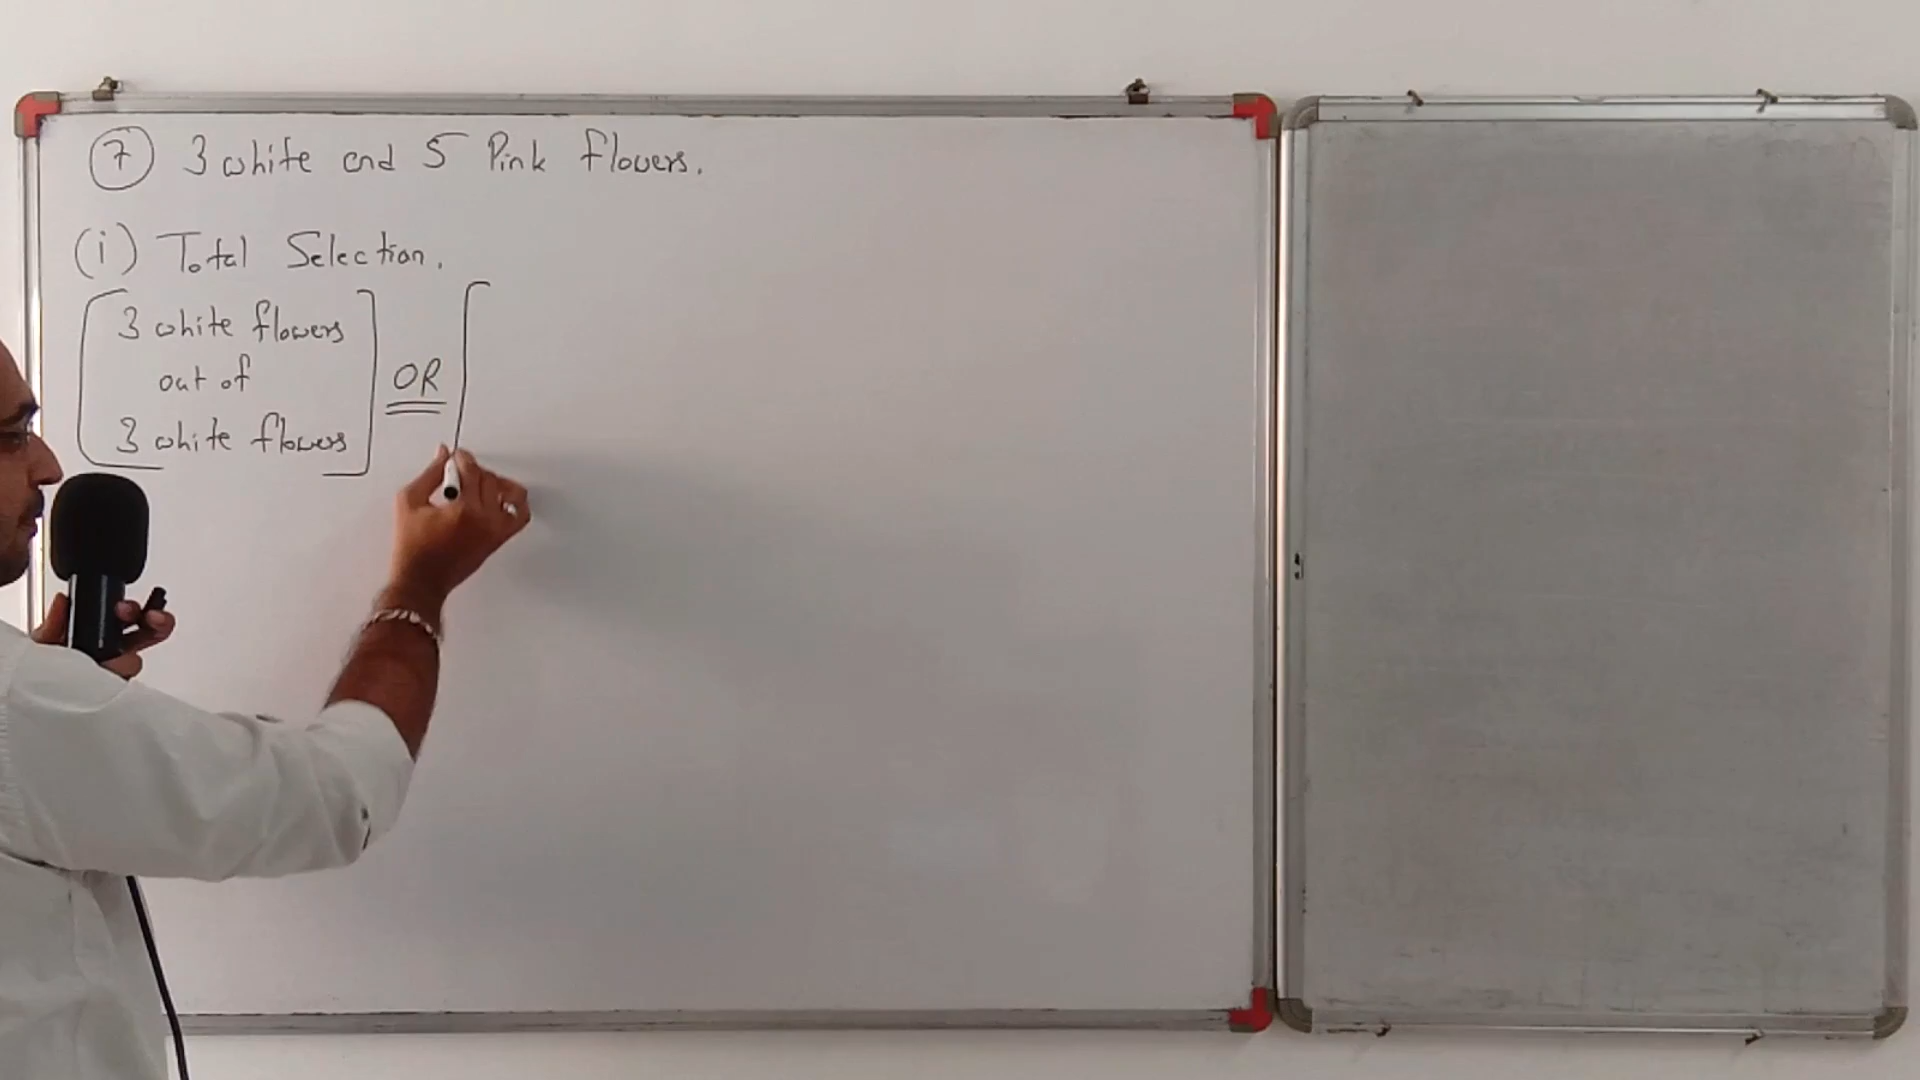 7 3 white and 5 Pink flowers.
(i) Total Selection.
3 white flowers
out of
3 white flowers
OR